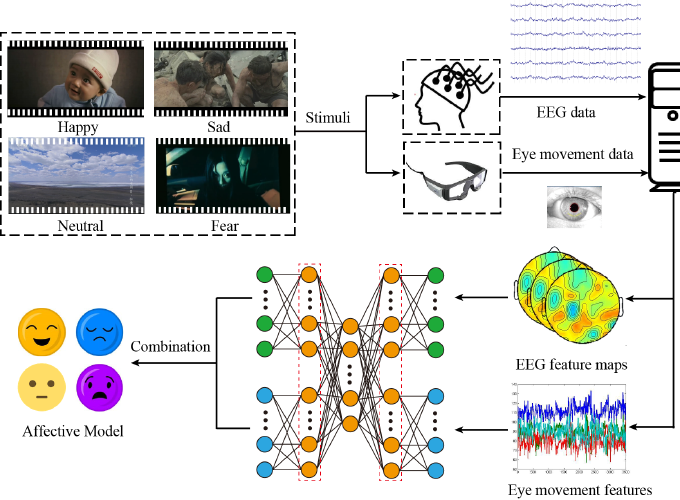 Happy
Sad
Neutral
Fear
Stimuli
EEG data
Eye movement data
EEG feature maps
Combination
Affective Model
Eye movement features